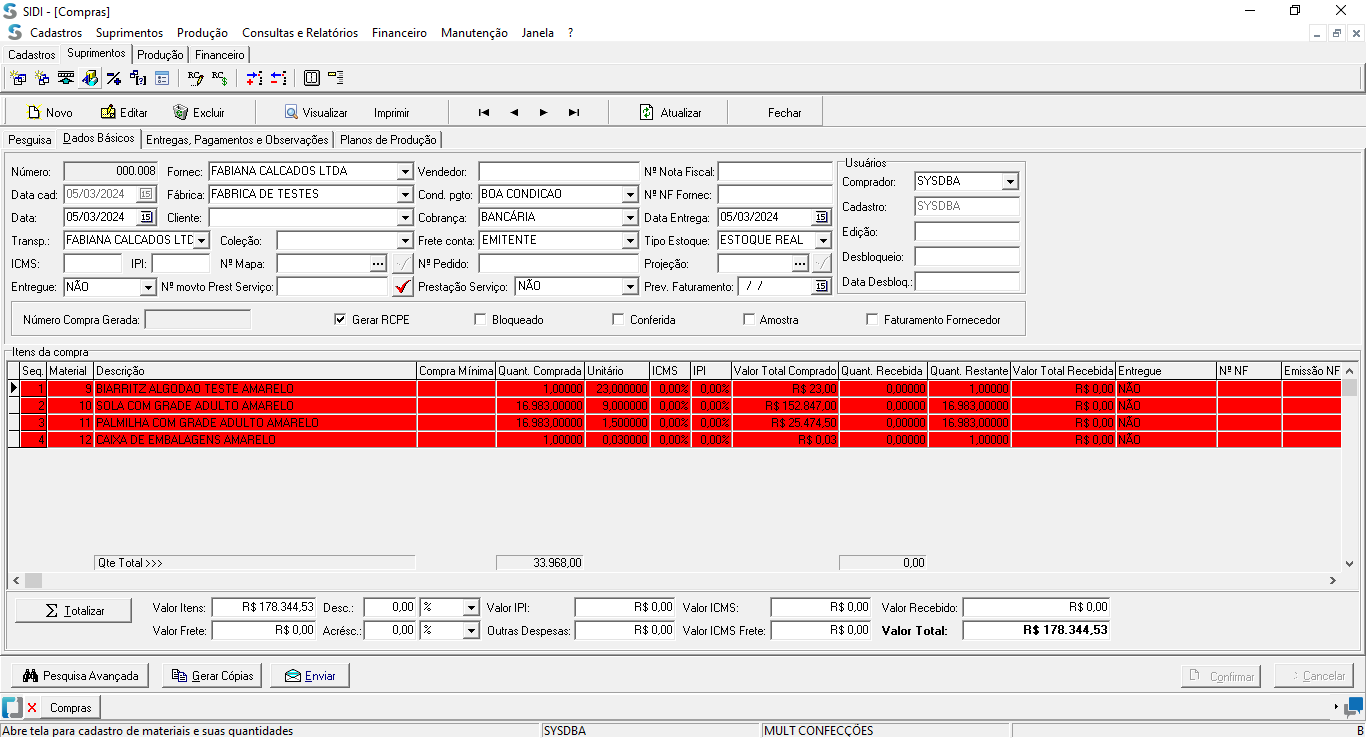 SIDI - [Compras]
Cadastros Suprimentos Produção Consultas e Relatórios Financeiro Manutenção Janela ?
Cadastros Suprimentos Produção Financeiro
Novo Editar Excluir Visualizar Imprimir Atualizar Fechar
Pesquisa Dados Básicos Entregas, Pagamentos e Observações Planos de Produção
Número: 000.008 Fornec: FABIANA CALCADOS LTDA Vendedor: Nº Nota Fiscal: Usuários
Comprador: SYSDBA
Data cad: 05/03/2024 15 Fábrica: FABRICA DE TESTES Cond. pgto: BOA CONDICAO Nº NF Fornec:
Cadastro: SYSDBA
Data: 05/03/2024 15 Cliente: Cobrança: BANCÁRIA Data Entrega: 05/03/2024 15
Edição:
Transp.: FABIANA CALCADOS LTC Coleção: Frete conta: EMITENTE Tipo Estoque: ESTOQUE REAL
Desbloqueio:
ICMS: IPI: Nº Mapa: ... Nº Pedido: Projeção: ...
Data Desbloq.:
Entregue: NÃO Nº movto Prest Serviço: Prestação Serviço: NÃO Prev. Faturamento: / / 15
Número Compra Gerada: Gerar RCPE Bloqueado Conferida Amostra Faturamento Fornecedor
Itens da compra
Seq. Material Descrição Compra Mínima Quant. Comprada Unitário ICMS IPI Valor Total Comprado Quant. Recebida Quant. Restante Valor Total Recebida Entregue Nº NF Emissão NF
1 9 BIARRITZ ALGODAO TESTE AMARELO 1,00000 23,000000 0,00% 0,00% R$ 23,00 0,00000 1,00000 R$ 0,00 NÃO
2 10 SOLA COM GRADE ADULTO AMARELO 16.983,00000 9,000000 0,00% 0,00% R$ 152.847,00 0,00000 16.983,00000 R$ 0,00 NÃO
3 11 PALMILHA COM GRADE ADULTO AMARELO 16.983,00000 1,500000 0,00% 0,00% R$ 25.474,50 0,00000 16.983,00000 R$ 0,00 NÃO
4 12 CAIXA DE EMBALAGENS AMARELO 1,00000 0,030000 0,00% 0,00% R$ 0,03 0,00000 1,00000 R$ 0,00 NÃO
Qte Total >>> 33.968,00 0,00
Σ Totalizar Valor Itens: R$ 178.344,53 Desc.: 0,00 % Valor IPI: R$ 0,00 Valor ICMS: R$ 0,00 Valor Recebido: R$ 0,00
Valor Frete: R$ 0,00 Acrésc.: 0,00 % Outras Despesas: R$ 0,00 Valor ICMS Frete: R$ 0,00 Valor Total: R$ 178.344,53
Pesquisa Avançada Gerar Cópias Enviar Confirmar Cancelar
Compras
Abre tela para cadastro de materiais e suas quantidades SYSDBA MULT CONFECÇÕES B